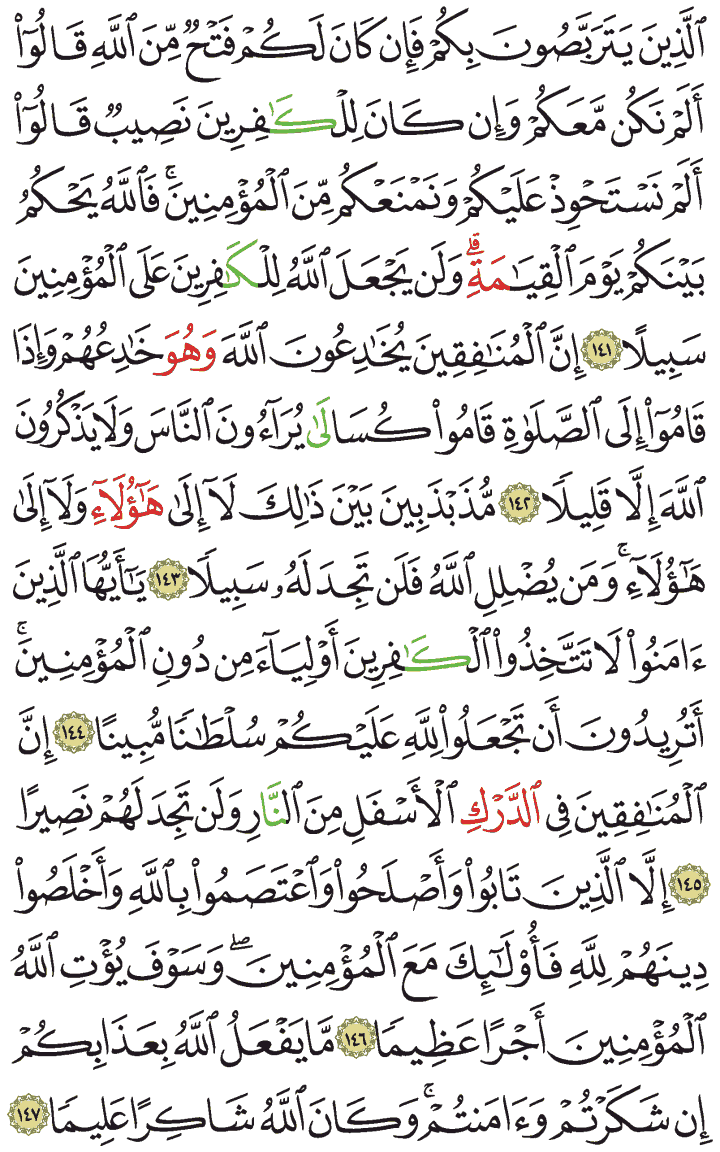 ٱلَّذِينَ يَتَرَبَّصُونَ بِكُمۡ فَإِن كَانَ لَكُمۡ فَتۡحٞ مِّنَ ٱللَّهِ قَالُوٓاْ
أَلَمۡ نَكُن مَّعَكُمۡ وَإِن كَانَ لِلۡكَٰفِرِينَ نَصِيبٞ قَالُوٓاْ
أَلَمۡ نَسۡتَحۡوِذۡ عَلَيۡكُمۡ وَنَمۡنَعۡكُم مِّنَ ٱلۡمُؤۡمِنِينَۚ فَٱللَّهُ يَحۡكُمُ
بَيۡنَكُمۡ يَوۡمَ ٱلۡقِيَٰمَةِۗ وَلَن يَجۡعَلَ ٱللَّهُ لِلۡكَٰفِرِينَ عَلَى ٱلۡمُؤۡمِنِينَ
سَبِيلًا ١٤١ إِنَّ ٱلۡمُنَٰفِقِينَ يُخَٰدِعُونَ ٱللَّهَ وَهُوَ خَٰدِعُهُمۡ وَإِذَا
قَامُوٓاْ إِلَى ٱلصَّلَوٰةِ قَامُواْ كُسَالَىٰ يُرَآءُونَ ٱلنَّاسَ وَلَا يَذۡكُرُونَ
ٱللَّهَ إِلَّا قَلِيلٗا ١٤٢ مُّذَبۡذَبِينَ بَيۡنَ ذَٰلِكَ لَآ إِلَىٰ هَٰٓؤُلَآءِ وَلَآ إِلَىٰ
هَٰٓؤُلَآءِۚ وَمَن يُضۡلِلِ ٱللَّهُ فَلَن تَجِدَ لَهُۥ سَبِيلٗا ١٤٣ يَٰٓأَيُّهَا ٱلَّذِينَ
ءَامَنُواْ لَا تَتَّخِذُواْ ٱلۡكَٰفِرِينَ أَوۡلِيَآءَ مِن دُونِ ٱلۡمُؤۡمِنِينَۚ
أَتُرِيدُونَ أَن تَجۡعَلُواْ لِلَّهِ عَلَيۡكُمۡ سُلۡطَٰنٗا مُّبِينًا ١٤٤ إِنَّ
ٱلۡمُنَٰفِقِينَ فِي ٱلدَّرۡكِ ٱلۡأَسۡفَلِ مِنَ ٱلنَّارِ وَلَن تَجِدَ لَهُمۡ نَصِيرًا
١٤٥ إِلَّا ٱلَّذِينَ تَابُواْ وَأَصۡلَحُواْ وَٱعۡتَصَمُواْ بِٱللَّهِ وَأَخۡلَصُواْ
دِينَهُمۡ لِلَّهِ فَأُوْلَٰٓئِكَ مَعَ ٱلۡمُؤۡمِنِينَۖ وَسَوۡفَ يُؤۡتِ ٱللَّهُ
ٱلۡمُؤۡمِنِينَ أَجۡرًا عَظِيمٗا ١٤٦ مَّا يَفۡعَلُ ٱللَّهُ بِعَذَابِكُمۡ
إِن شَكَرۡتُمۡ وَءَامَنتُمۡۚ وَكَانَ ٱللَّهُ شَاكِرًا عَلِيمٗا ١٤٧